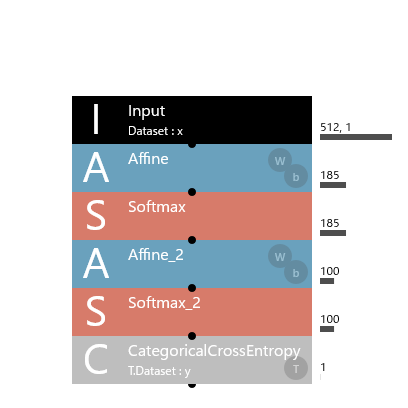 I
Input
Dataset : x
512, 1
A
Affine
W
b
185
S
Softmax
185
A
Affine_2
W
b
100
S
Softmax_2
100
C
CategoricalCrossEntropy
T.Dataset : y
T
1